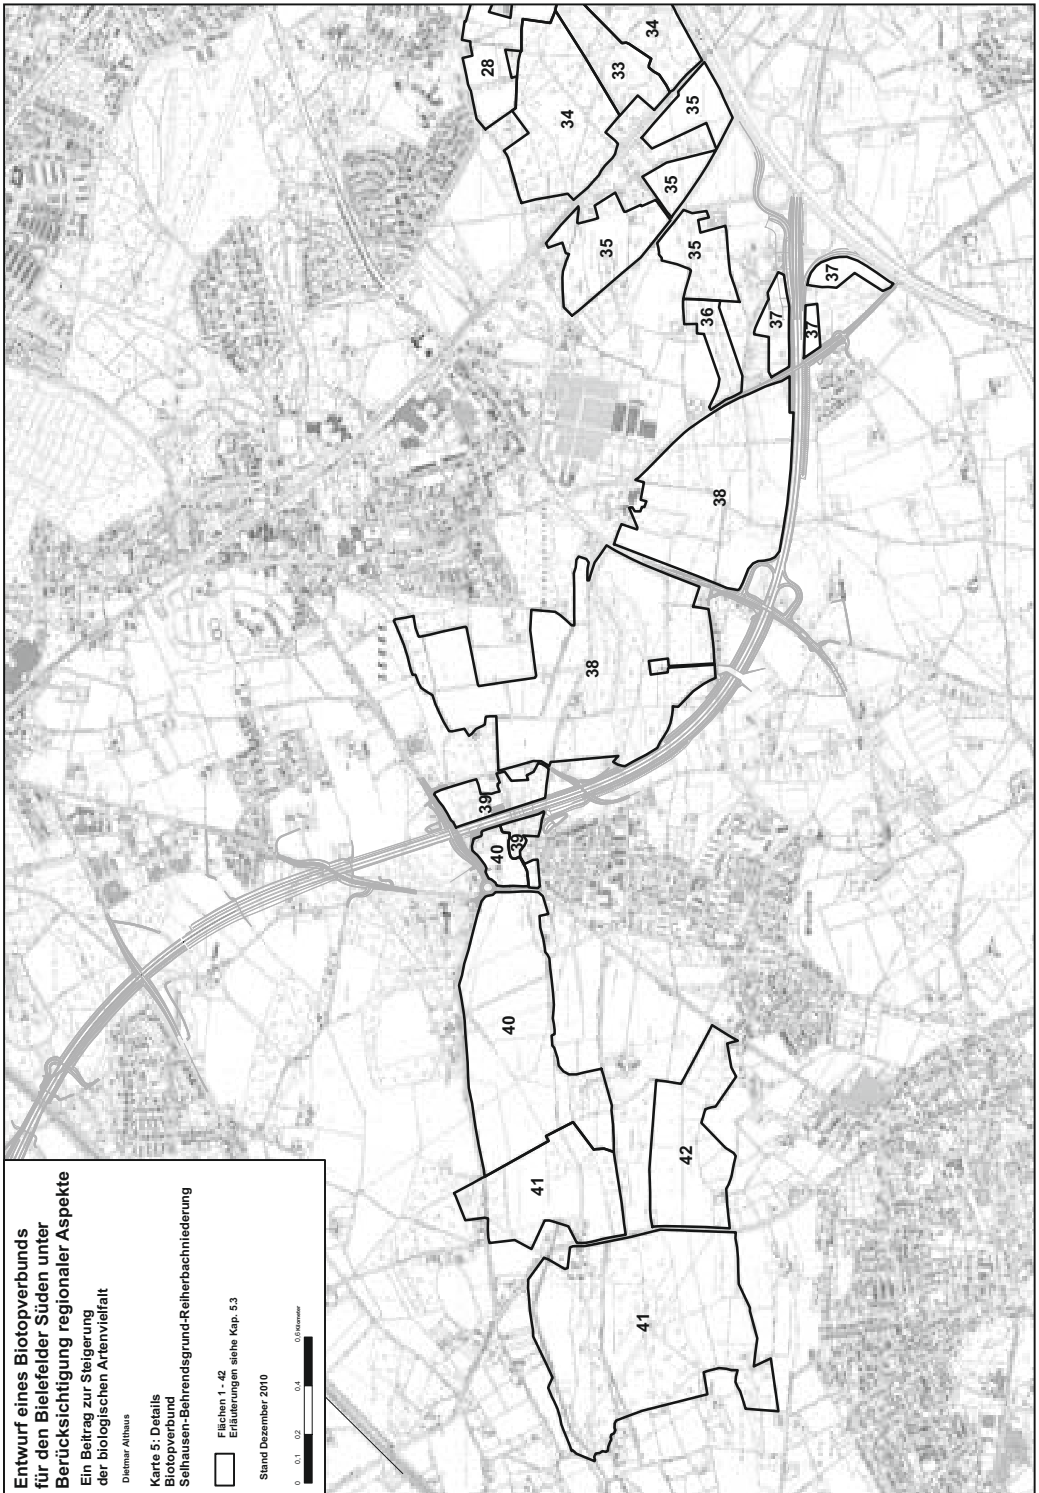 Entwurf eines Biotopverbunds
für den Bielefelder Süden unter
Berücksichtigung regionaler Aspekte
Ein Beitrag zur Steigerung
der biologischen Artenvielfalt
Dietmar Althaus
Karte 5: Details
Biotopverbund
Selhausen-Behrendsgrund-Reiherbachniederung
Flächen 1 - 42
Erläuterungen siehe Kap. 5.3
Stand Dezember 2010
0 0,1 0,2 0,4 0,6 Kilometer
41
41
42
40
40
39
39
38
38
37
37
37
36
35
35
35
35
34
33
34
28